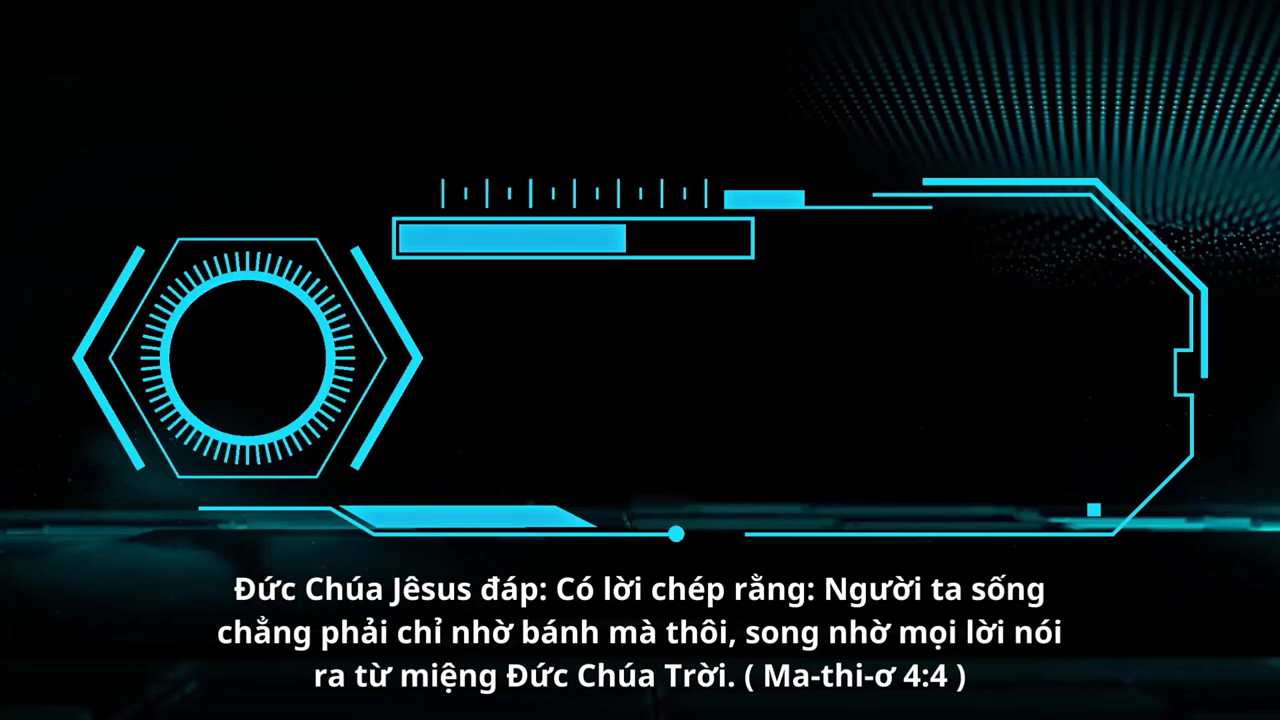 Đức Chúa Jêsus đáp: Có lời chép rằng: Người ta sống
chẳng phải chỉ nhờ bánh mà thôi, song nhờ mọi lời nói
ra từ miệng Đức Chúa Trời. ( Ma-thi-ơ 4:4 )